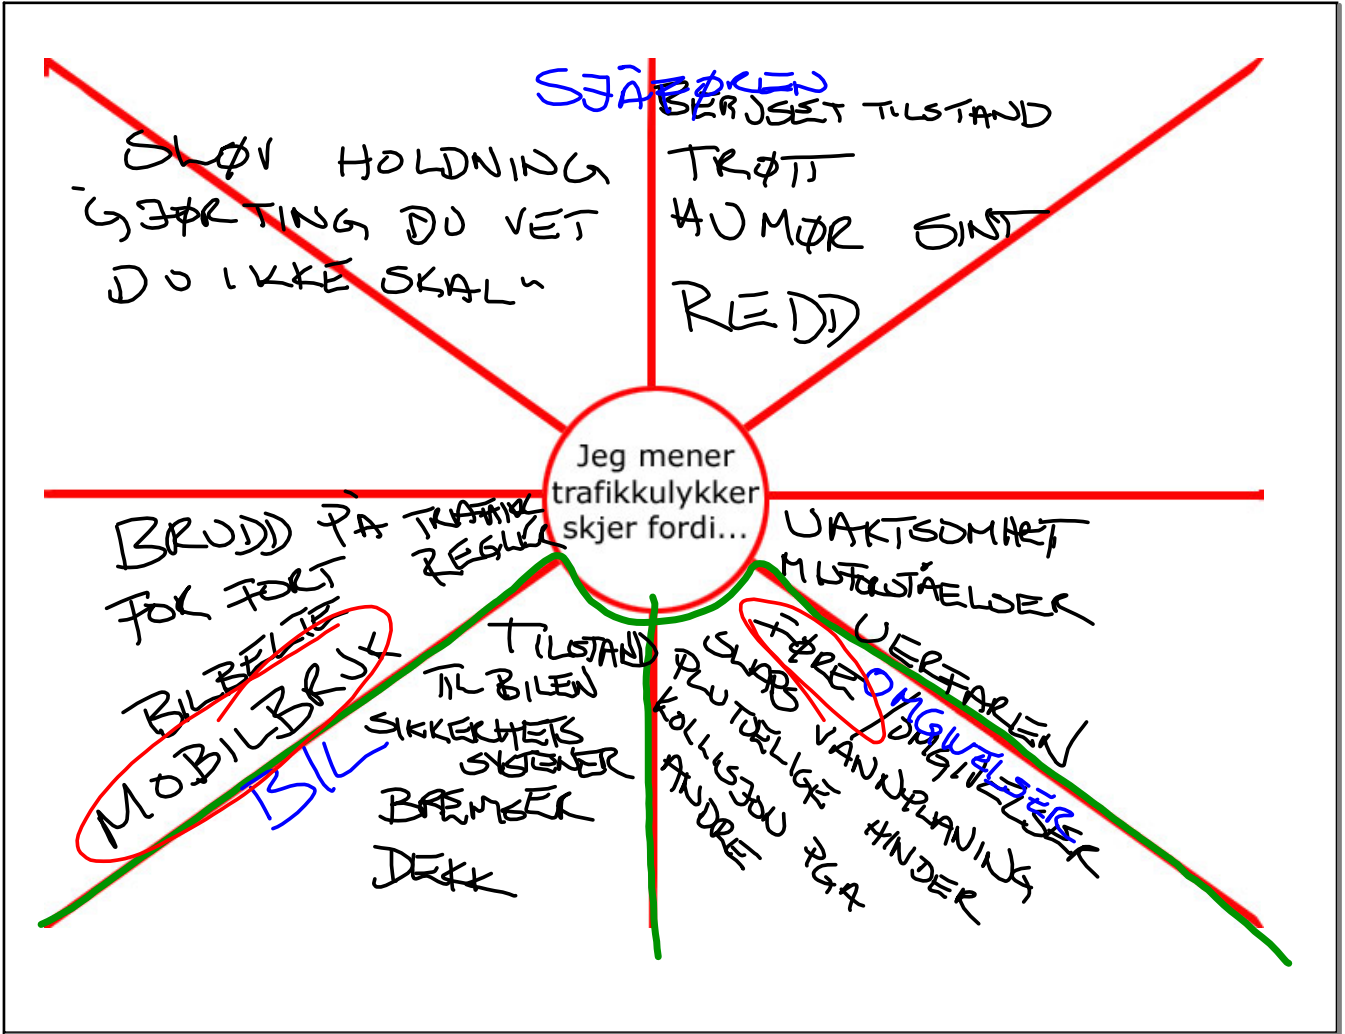 SJÅFØREN
BERUSET TILSTAND
TRØTT
HUMØR SINT
REDD
SLØV HOLDNING
"GJØR TING DU VET
DU IKKE SKAL"
Jeg mener
trafikkulykker
skjer fordi...
BRUDD PÅ TRAFIKK
REGLER
FOR FORT
BILBELTE
MOBILBRUK
BIL
TILSTAND
TIL BILEN
SIKKERHETS
SYSTEMER
BREMSER
DEKK
UAKTSOMHET
MISFORSTÅELSER
UERFAREN
FØRE/OMGIVELSER
OMGIVELSER
VANNPLANING
PLUTSELLIGE HINDER
KOLLISJON PGA
ANDRE